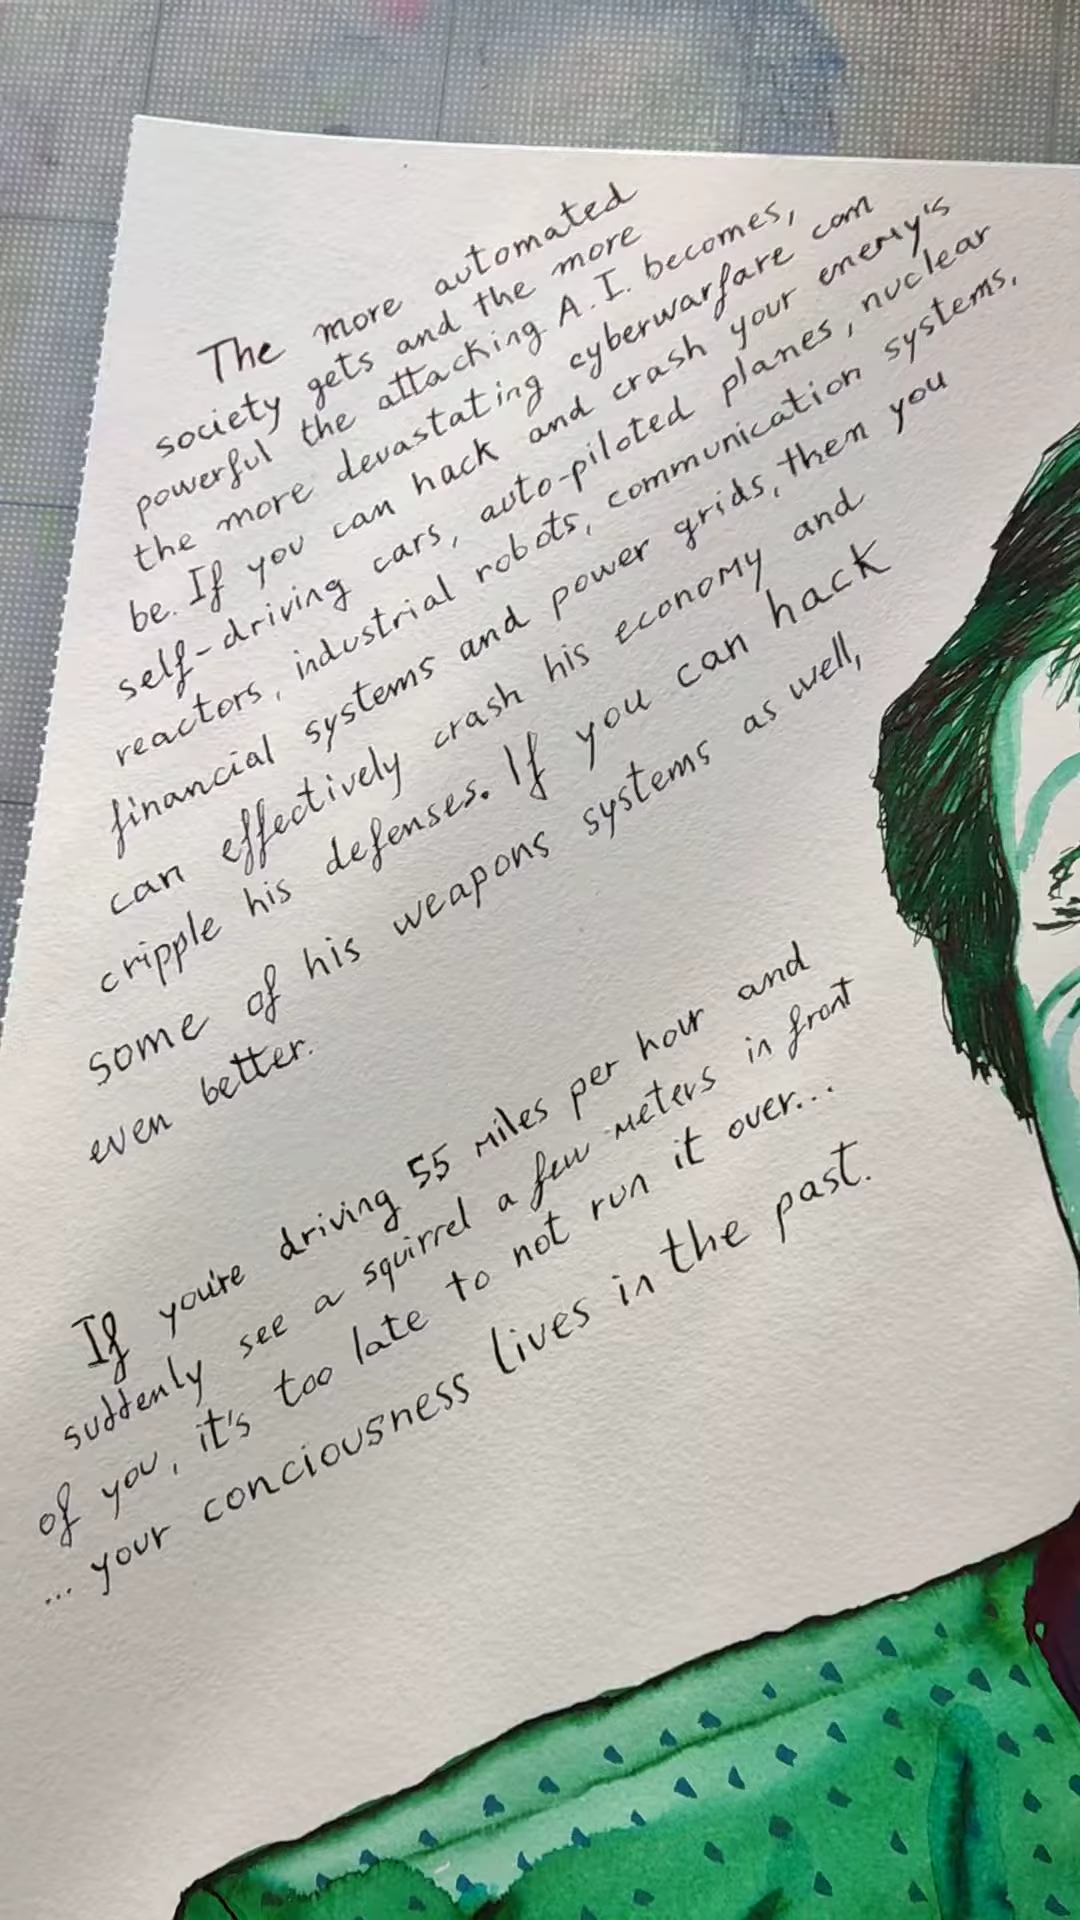 The more automated
society gets and the more
powerful the attacking A.I. becomes,
the more devastating cyberwarfare can
be. If you can hack and crash your enemy's
self-driving cars, auto-piloted planes, nuclear
reactors, industrial robots, communication systems,
financial systems and power grids, then you
can effectively crash his economy and
cripple his defenses. If you can hack
some of his weapons systems as well,
even better.
If you're driving 55 miles per hour and
suddenly see a squirrel a few meters in front
of you, it's too late to not run it over...
... your conciousness lives in the past.